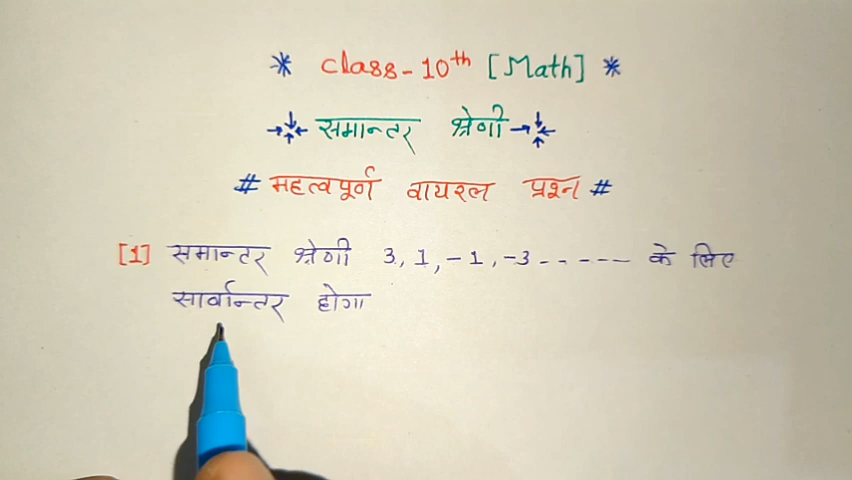 * Class-10th [Math] *
समान्तर श्रेणी
# महत्वपूर्ण वायरल प्रश्न #
[1] समान्तर श्रेणी 3, 1, -1, -3 ------ के लिए
सार्वान्तर होगा